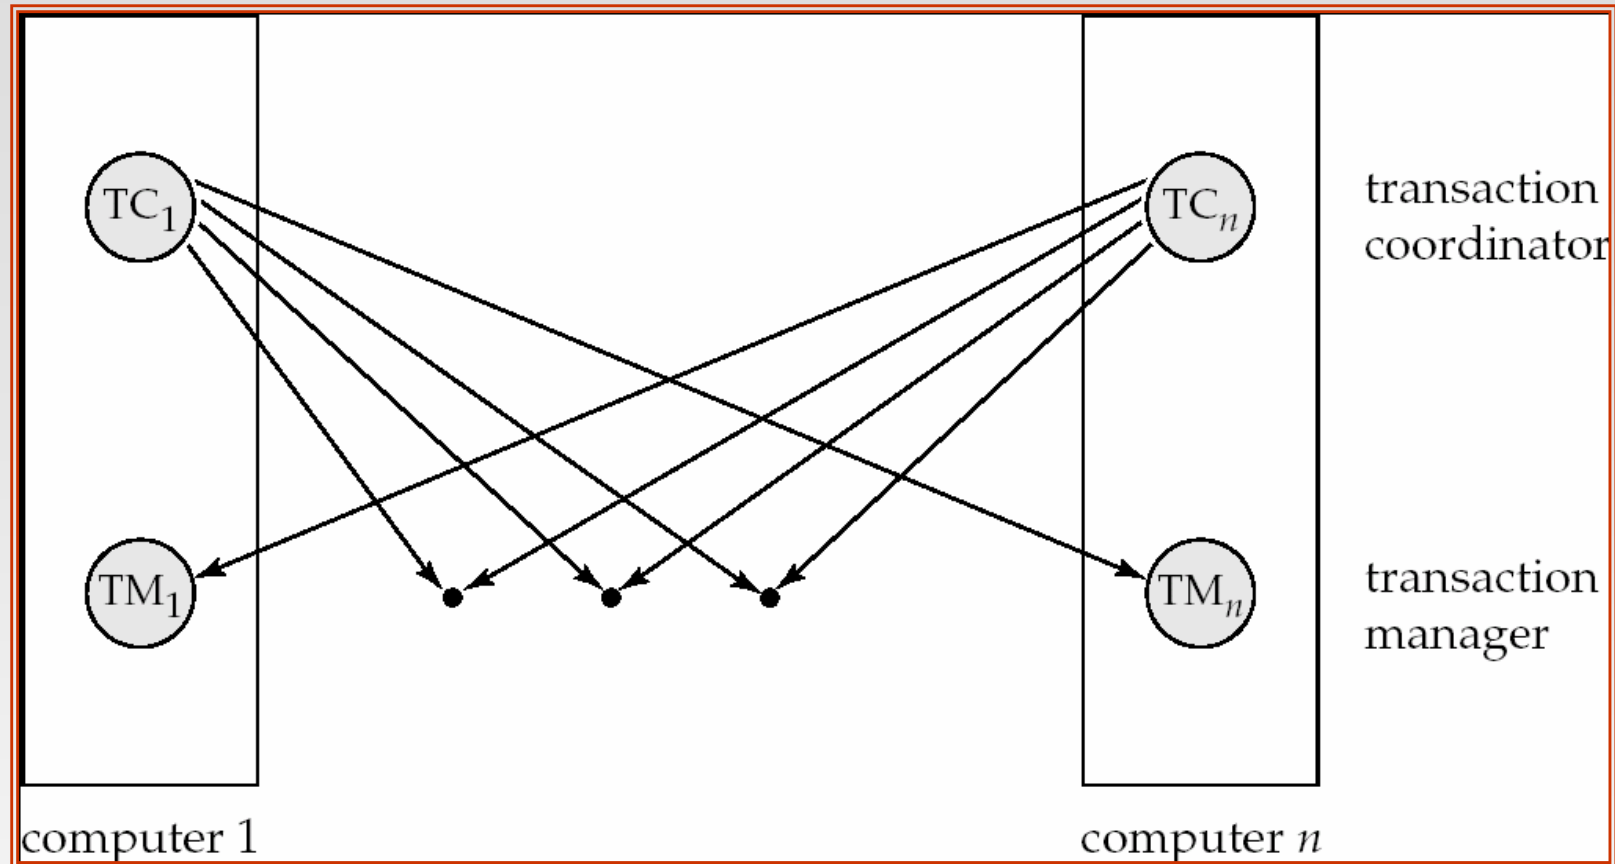 TC1
TCn
transaction
coordinator
TM1
TMn
transaction
manager
computer 1
computer n